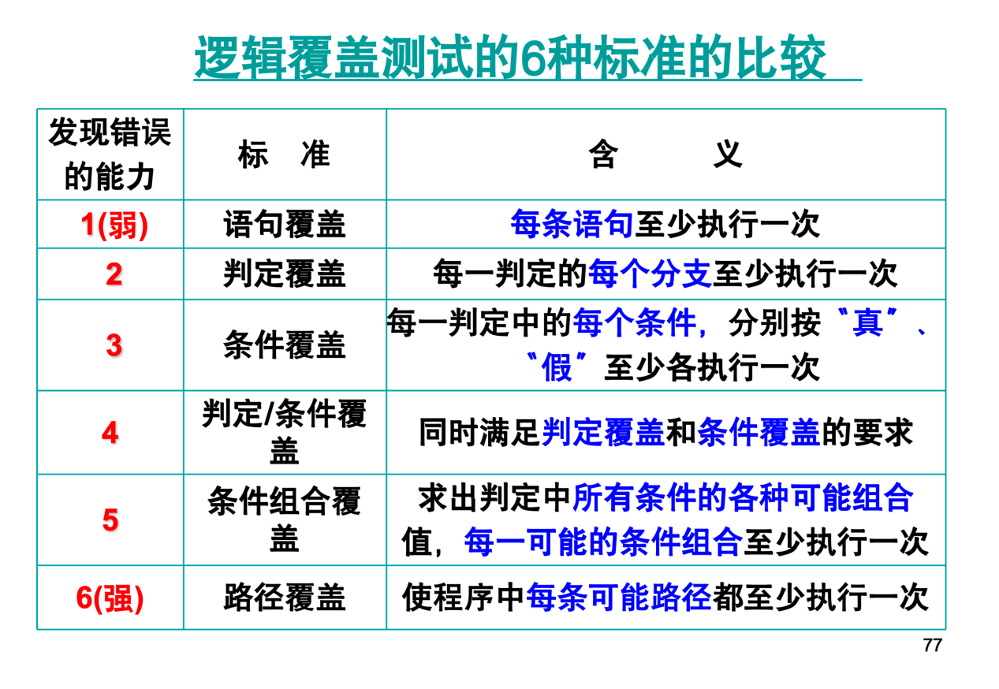 逻辑覆盖测试的6种标准的比较
发现错误
的能力
标 准
含 义
1(弱)
语句覆盖
每条语句至少执行一次
2
判定覆盖
每一判定的每个分支至少执行一次
3
条件覆盖
每一判定中的每个条件，分别按〝真〞、
〝假〞至少各执行一次
4
判定/条件覆
盖
同时满足判定覆盖和条件覆盖的要求
5
条件组合覆
盖
求出判定中所有条件的各种可能组合
值，每一可能的条件组合至少执行一次
6(强)
路径覆盖
使程序中每条可能路径都至少执行一次
77